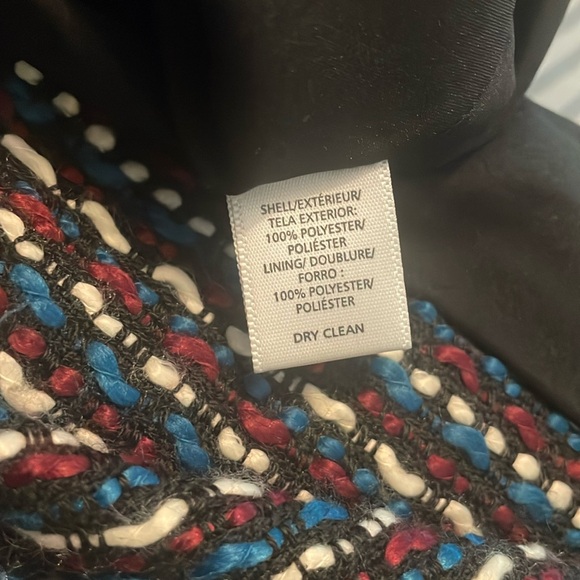 SHELL/EXTÉRIEUR/
TELA EXTERIOR:
100% POLYESTER/
POLIÉSTER
LINING/ DOUBLURE/
FORRO :
100% POLYESTER/
POLIÉSTER
DRY CLEAN